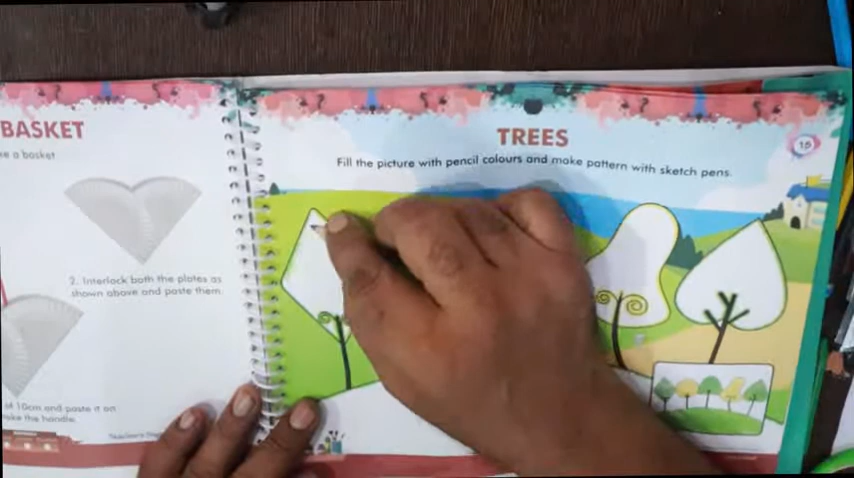 BASKET
e a basket
2. Interlock both the plates as
shown above and paste them.
of 10cm and paste it on
make the handle.
TREES
15
Fill the picture with pencil colours and make pattern with sketch pens.